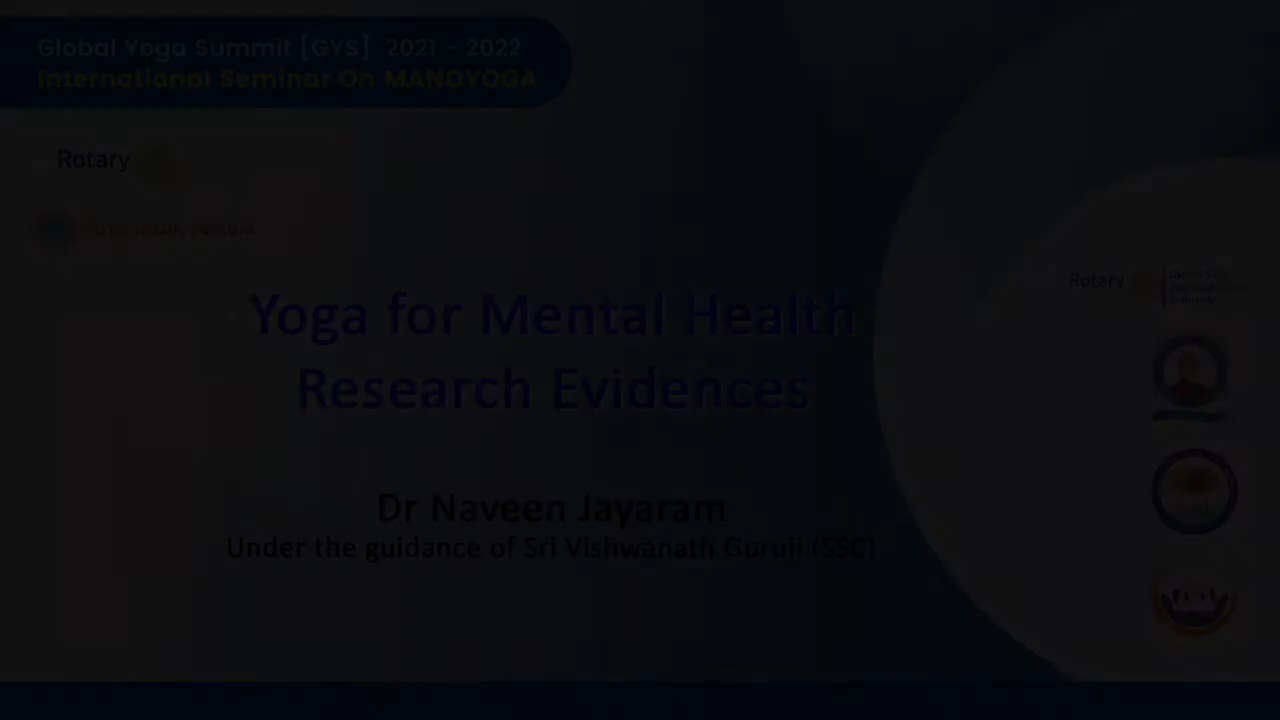 Global Yoga Summit [GYS] 2021 - 2022
International Seminar On MANOYOGA
Rotary
Yoga for Mental Health
Research Evidences
Dr Naveen Jayaram
Under the guidance of Sri Vishwanath Guruji (SSC)
Rotary